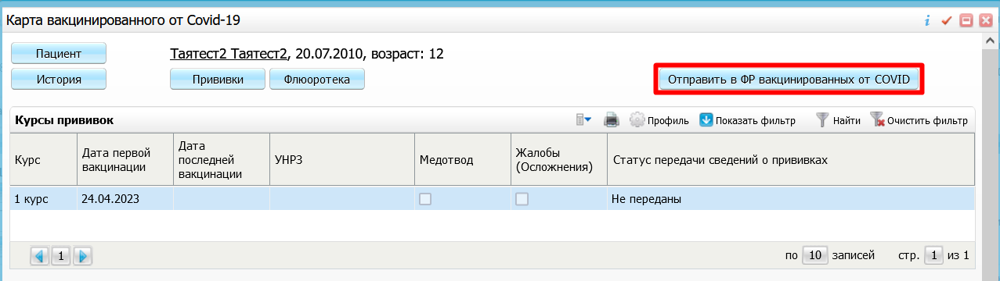 Карта вакцинированного от Covid-19
Пациент
Таятест2 Таятест2, 20.07.2010, возраст: 12
История
Прививки
Флюоротека
Отправить в ФР вакцинированных от COVID
Курсы прививок
Профиль
Показать фильтр
Найти
Очистить фильтр
Курс
Дата первой
вакцинации
Дата
последней
вакцинации
УНРЗ
Медотвод
Жалобы
(Осложнения)
Статус передачи сведений о прививках
1 курс
24.04.2023
Не переданы
1
по 10 записей
стр. 1 из 1